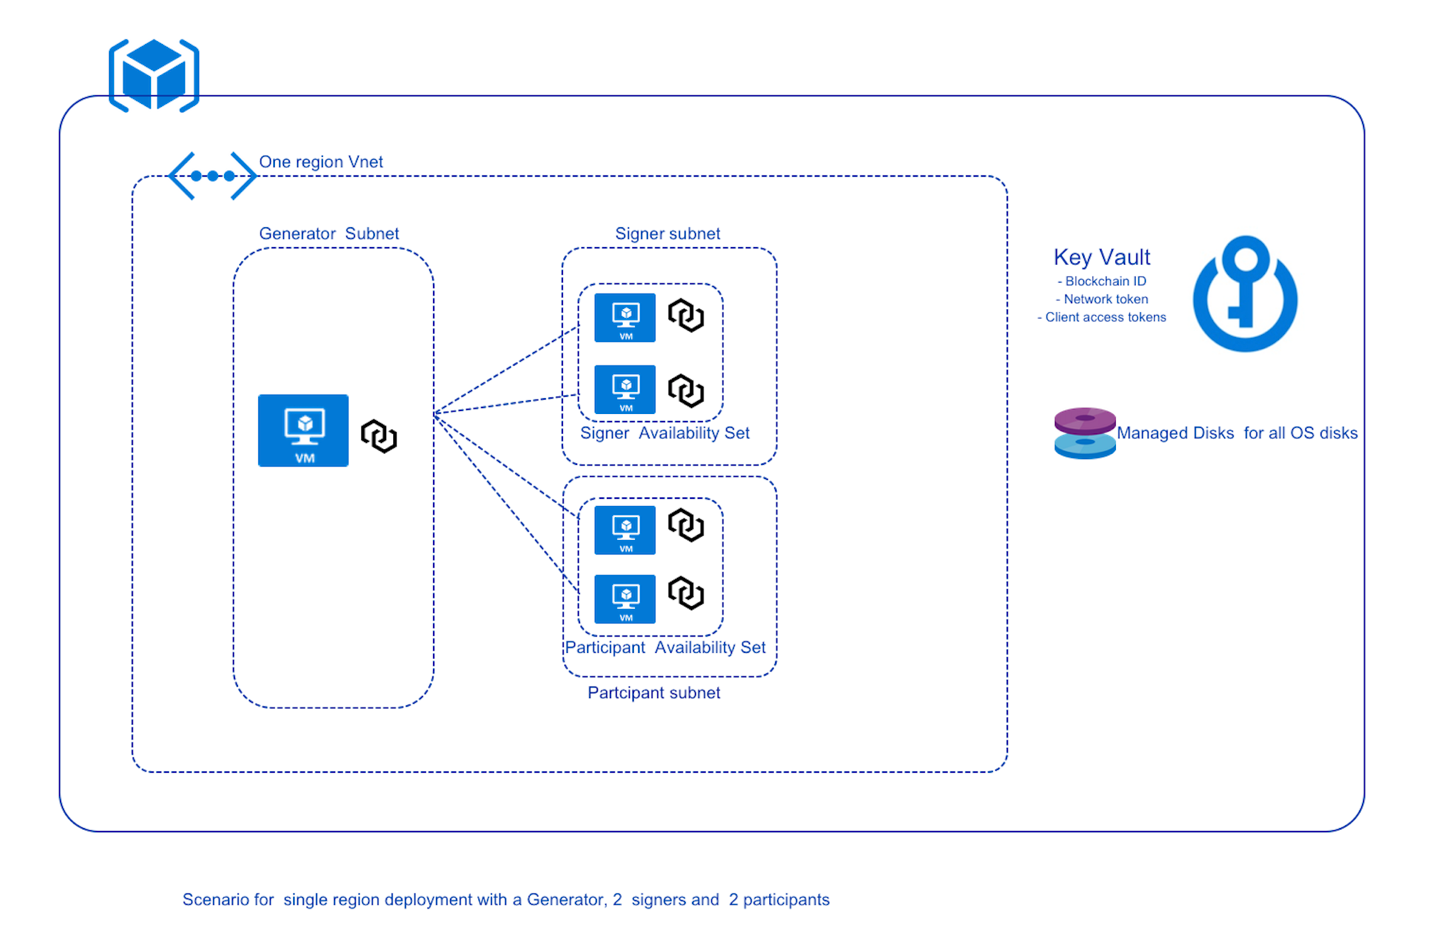 One region Vnet
Generator Subnet
VM
Signer subnet
VM
VM
Signer Availability Set
VM
VM
Participant Availability Set
Partcipant subnet
Key Vault
- Blockchain ID
- Network token
- Client access tokens
Managed Disks for all OS disks
Scenario for single region deployment with a Generator, 2 signers and 2 participants